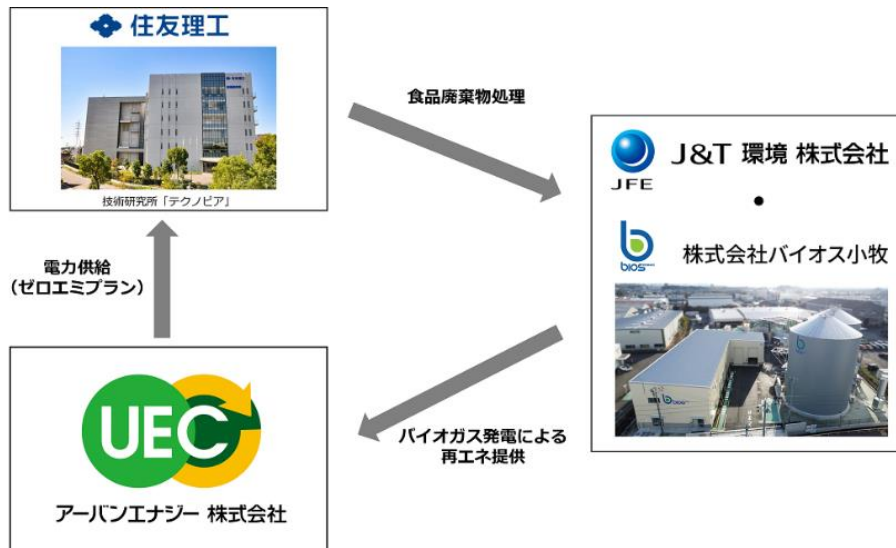 住友理工
技術研究所「テクノピア」
食品廃棄物処理
JFE
J&T 環境 株式会社
・
bios
株式会社バイオス小牧
bios
電力供給
(ゼロエミプラン)
バイオガス発電による
再エネ提供
UEC
アーバンエナジー 株式会社